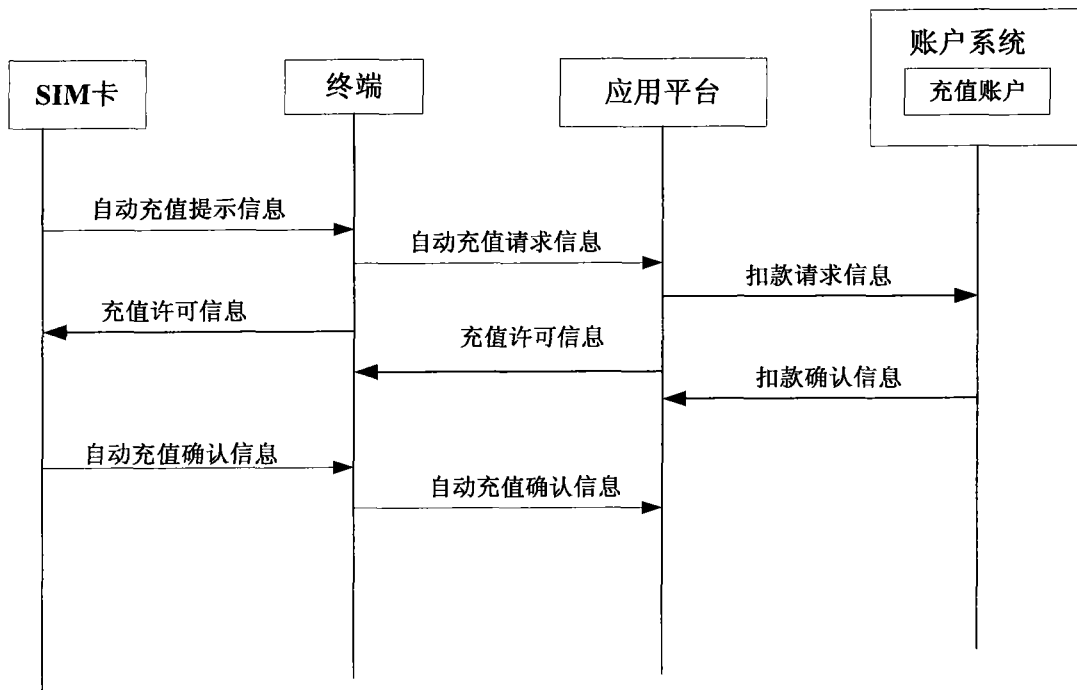 账户系统
充值账户
SIM卡
终端
应用平台
自动充值提示信息
自动充值请求信息
扣款请求信息
充值许可信息
充值许可信息
扣款确认信息
自动充值确认信息
自动充值确认信息